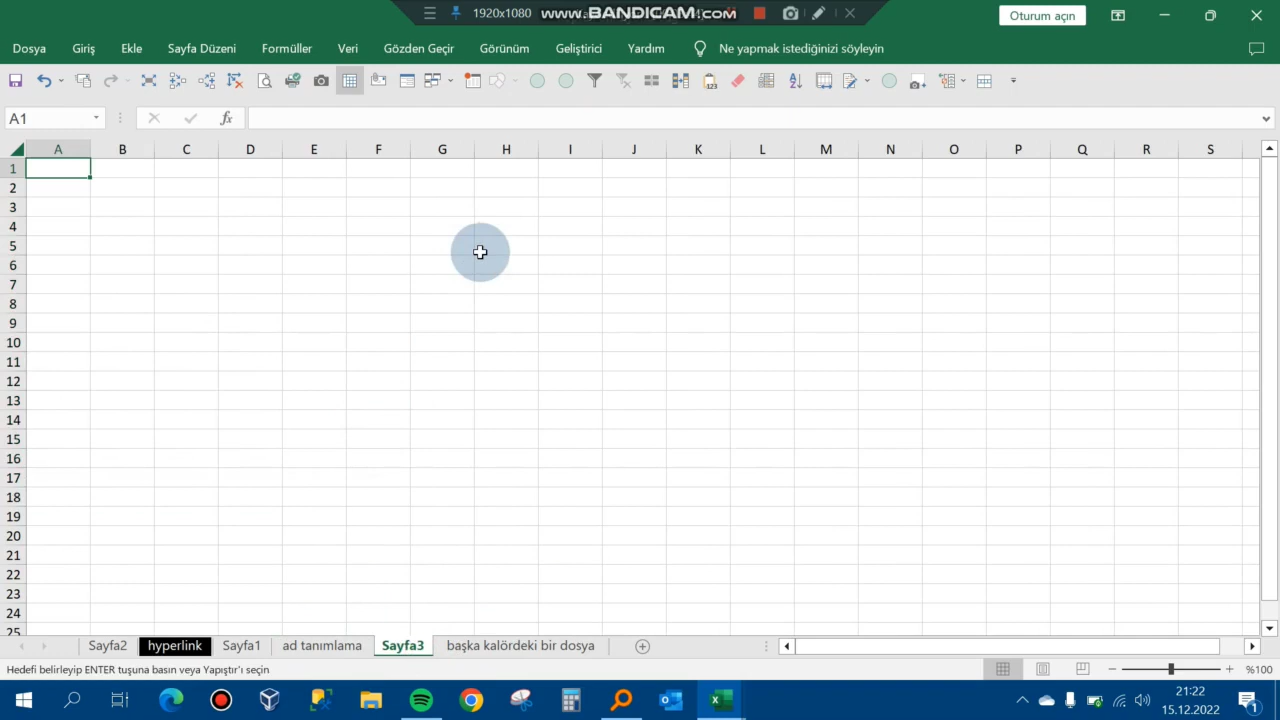 1920x1080
www.BANDICAM.com
Oturum açın
Dosya
Giriş
Ekle
Sayfa Düzeni
Formüller
Veri
Gözden Geçir
Görünüm
Geliştirici
Yardım
Ne yapmak istediğinizi söyleyin
A1
fx
A B C D E F G H I J K L M N O P Q R S
1
2
3
4
5
6
7
8
9
10
11
12
13
14
15
16
17
18
19
20
21
22
23
24
25
Sayfa2
hyperlink
Sayfa1
ad tanımlama
Sayfa3
başka kalördeki bir dosya
Hedefi belirleyip ENTER tuşuna basın veya Yapıştır'ı seçin
%100
21:22
15.12.2022
1